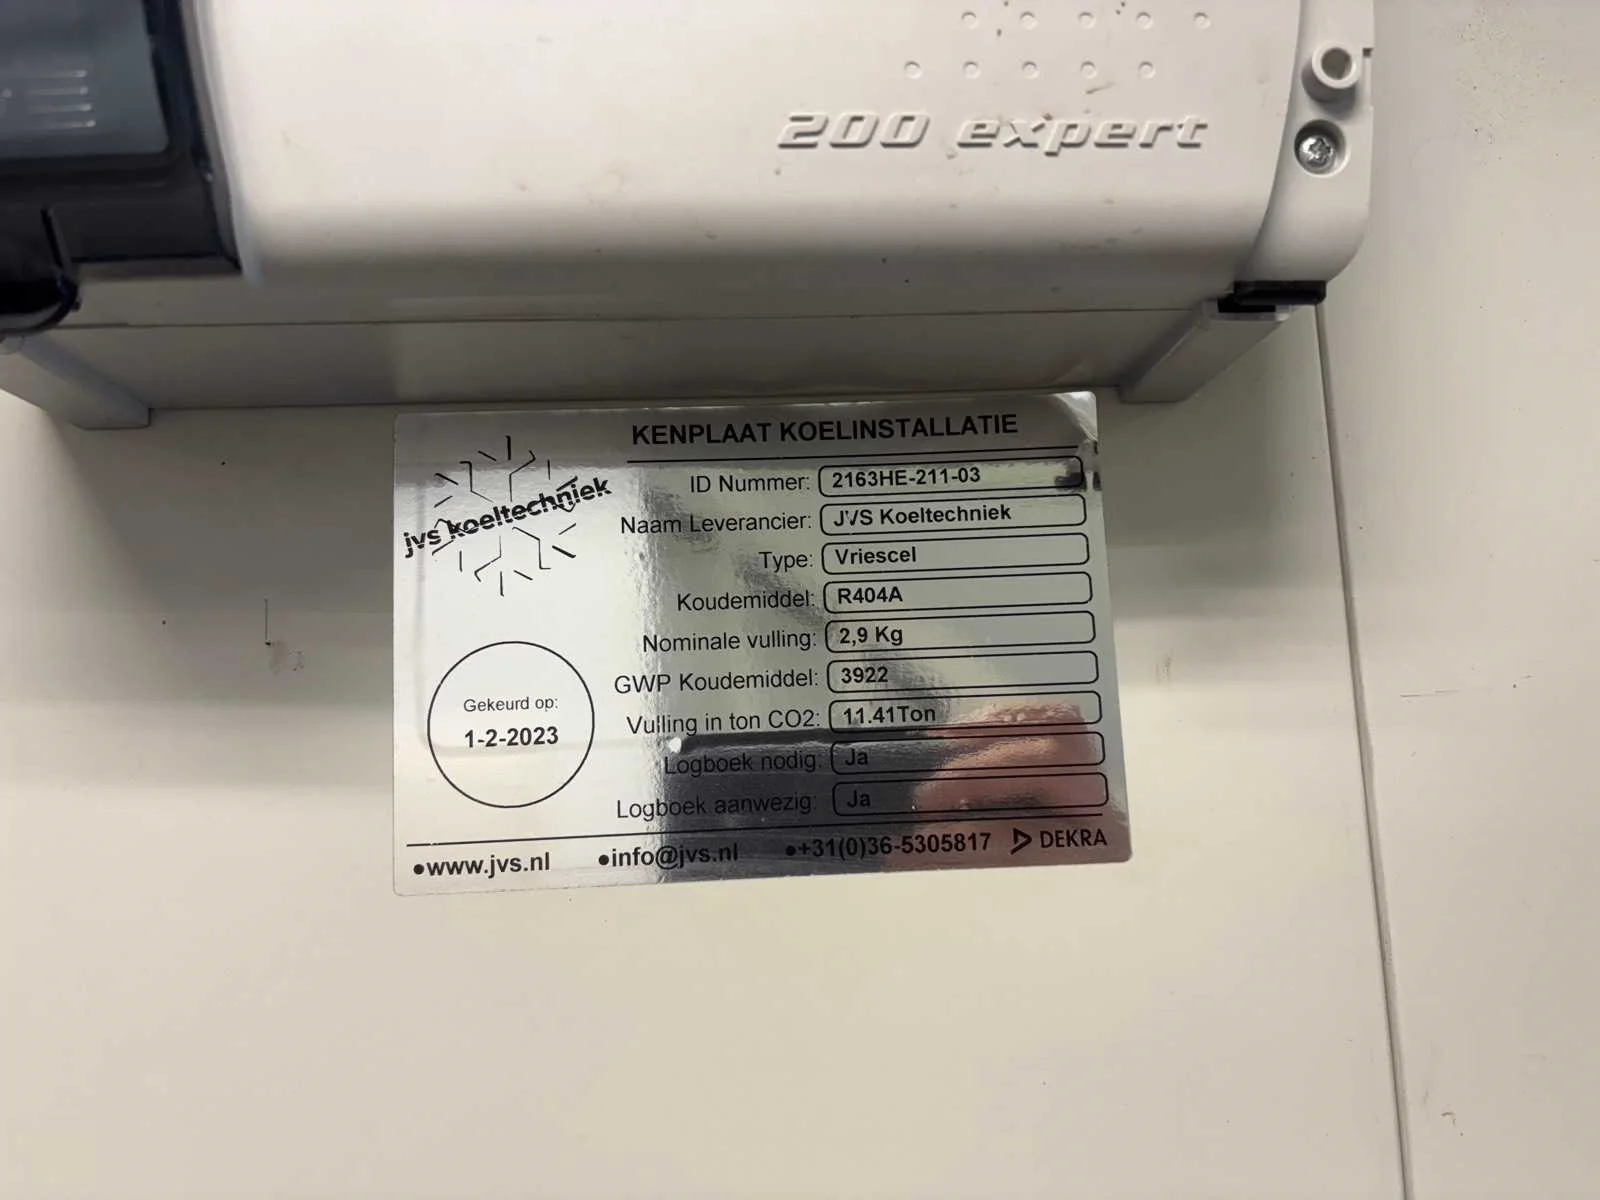 200 expert
KENPLAAT KOELINSTALLATIE
jvs koeltechniek
ID Nummer: 2163HE-211-03
Naam Leverancier: JVS Koeltechniek
Type: Vriescel
Koudemiddel: R404A
Nominale vulling: 2,9 Kg
GWP Koudemiddel: 3922
Vulling in ton CO2: 11.41Ton
Logboek nodig: Ja
Logboek aanwezig: Ja
Gekeurd op:
1-2-2023
•www.jvs.nl •info@jvs.nl •+31(0)36-5305817 DEKRA